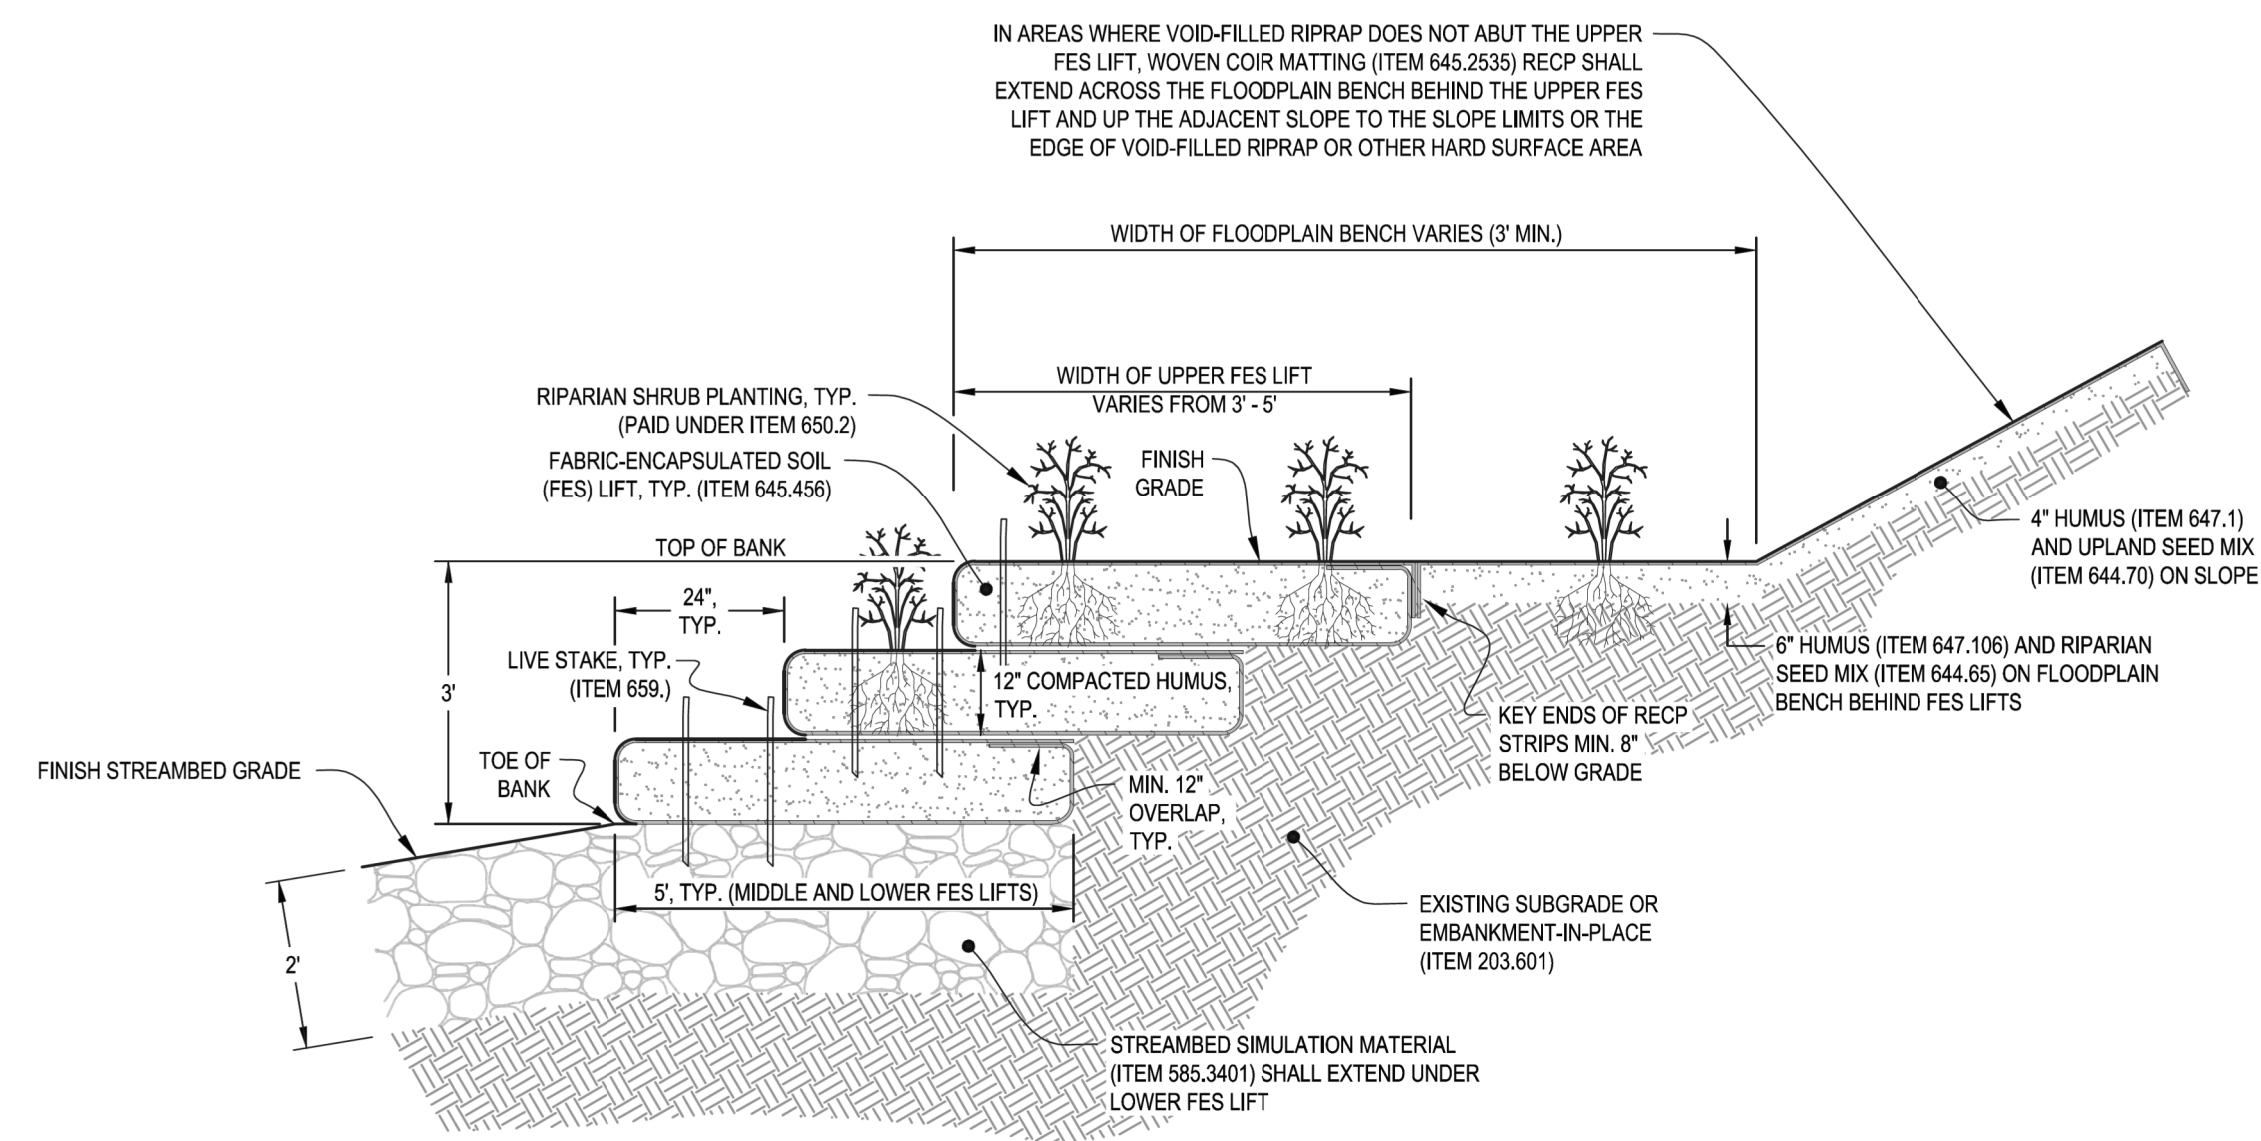 IN AREAS WHERE VOID-FILLED RIPRAP DOES NOT ABUT THE UPPER
FES LIFT, WOVEN COIR MATTING (ITEM 645.2535) RECP SHALL
EXTEND ACROSS THE FLOODPLAIN BENCH BEHIND THE UPPER FES
LIFT AND UP THE ADJACENT SLOPE TO THE SLOPE LIMITS OR THE
EDGE OF VOID-FILLED RIPRAP OR OTHER HARD SURFACE AREA
WIDTH OF FLOODPLAIN BENCH VARIES (3' MIN.)
WIDTH OF UPPER FES LIFT
VARIES FROM 3' - 5'
RIPARIAN SHRUB PLANTING, TYP.
(PAID UNDER ITEM 650.2)
FABRIC-ENCAPSULATED SOIL
(FES) LIFT, TYP. (ITEM 645.456)
FINISH
GRADE
TOP OF BANK
4" HUMUS (ITEM 647.1)
AND UPLAND SEED MIX
(ITEM 644.70) ON SLOPE
24",
TYP.
LIVE STAKE, TYP.
(ITEM 659.)
3'
12" COMPACTED HUMUS,
TYP.
6" HUMUS (ITEM 647.106) AND RIPARIAN
SEED MIX (ITEM 644.65) ON FLOODPLAIN
BENCH BEHIND FES LIFTS
KEY ENDS OF RECP
STRIPS MIN. 8"
BELOW GRADE
FINISH STREAMBED GRADE
TOE OF
BANK
MIN. 12"
OVERLAP,
TYP.
5', TYP. (MIDDLE AND LOWER FES LIFTS)
2'
EXISTING SUBGRADE OR
EMBANKMENT-IN-PLACE
(ITEM 203.601)
STREAMBED SIMULATION MATERIAL
(ITEM 585.3401) SHALL EXTEND UNDER
LOWER FES LIFT